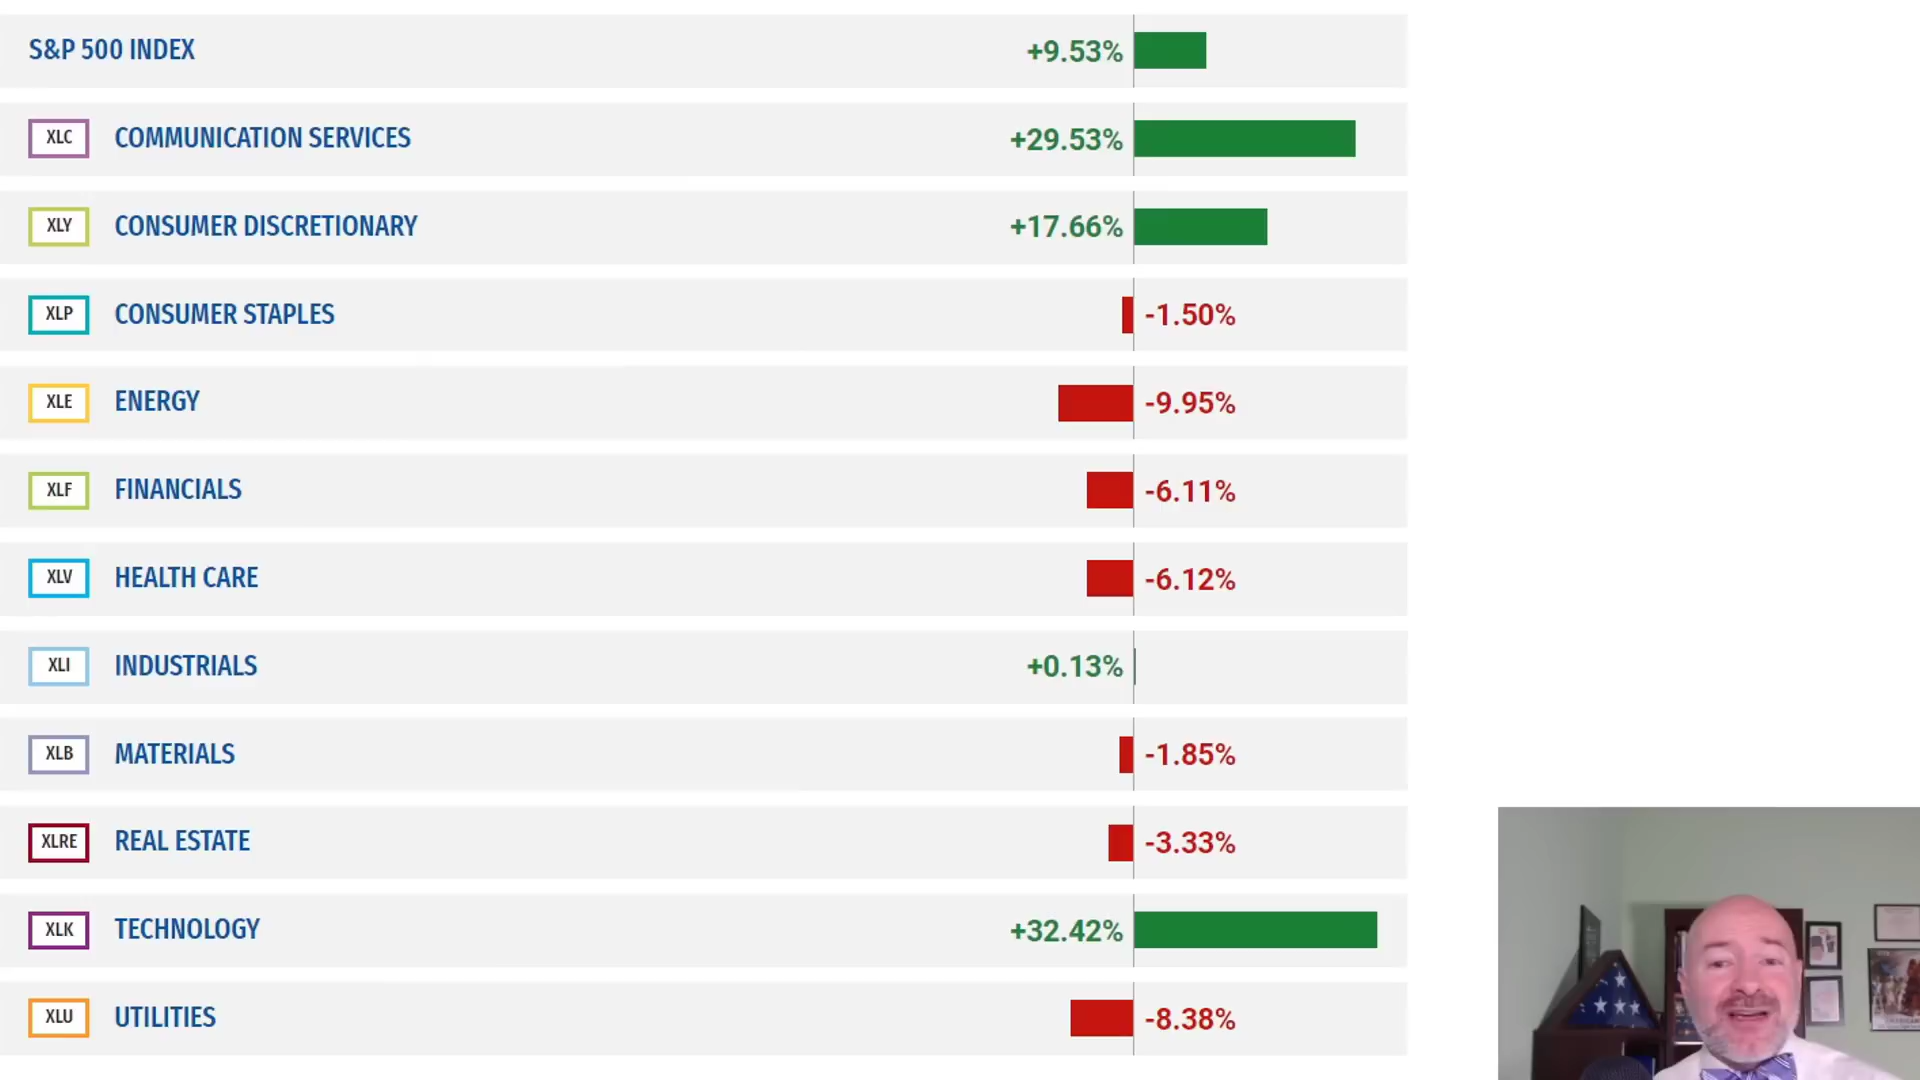 S&P 500 INDEX +9.53%
XLC COMMUNICATION SERVICES +29.53%
XLY CONSUMER DISCRETIONARY +17.66%
XLP CONSUMER STAPLES -1.50%
XLE ENERGY -9.95%
XLF FINANCIALS -6.11%
XLV HEALTH CARE -6.12%
XLI INDUSTRIALS +0.13%
XLB MATERIALS -1.85%
XLRE REAL ESTATE -3.33%
XLK TECHNOLOGY +32.42%
XLU UTILITIES -8.38%